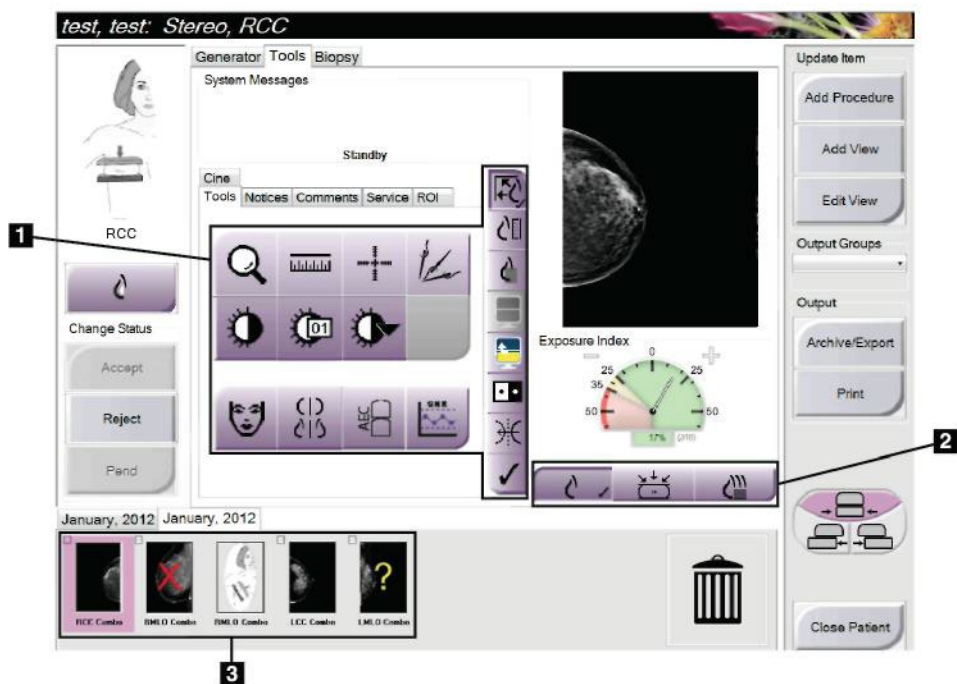 test, test: Stereo, RCC
Generator Tools Biopsy
System Messages
Standby
Cine
Tools Notices Comments Service ROI
RCC
1
01
AEC
Change Status
Accept
Reject
Pend
Exposure Index
0
25 25
35
50 50
17% (318)
2
Update Item
Add Procedure
Add View
Edit View
Output Groups
Output
Archive/Export
Print
Close Patient
January, 2012 January, 2012
?
RCC Combo RMLO Combo RMLO Combo LCC Combo LMLO Combo
3